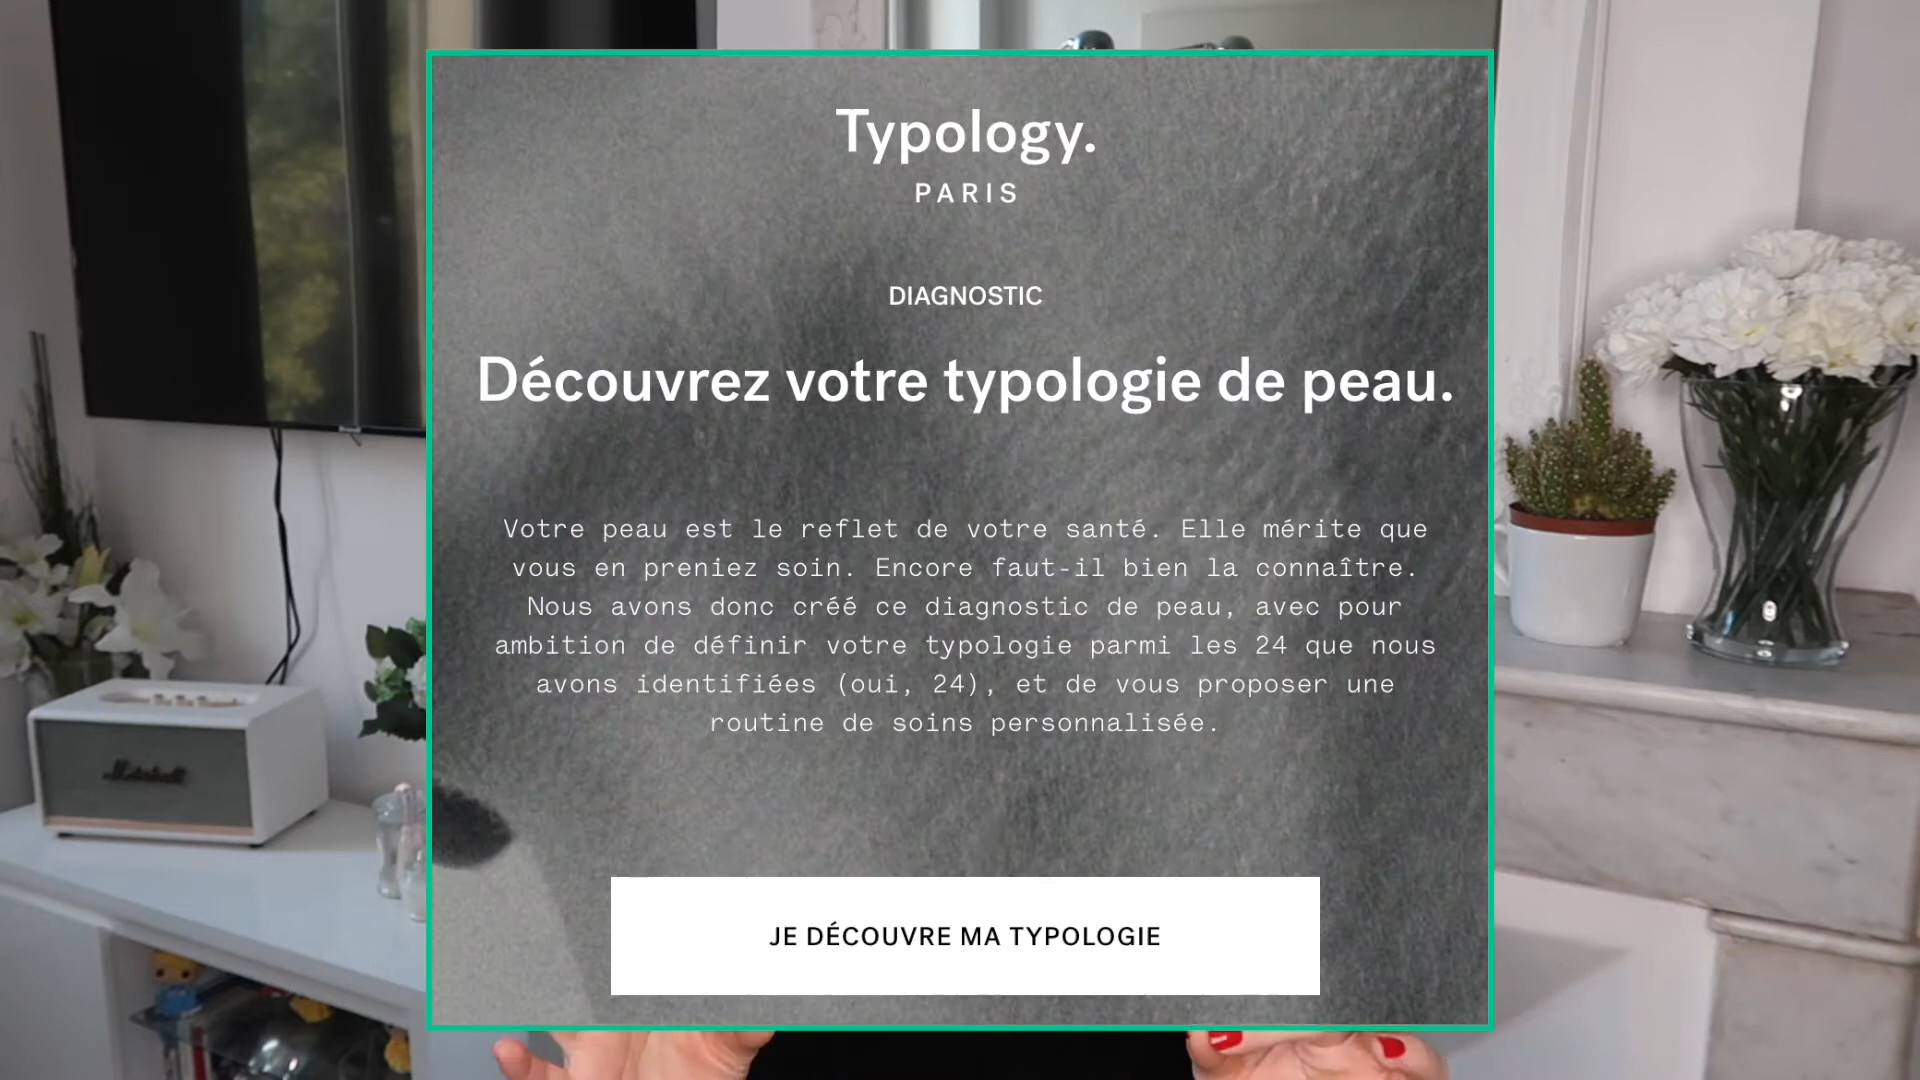 Typology.
PARIS
DIAGNOSTIC
Découvrez votre typologie de peau.
Votre peau est le reflet de votre santé. Elle mérite que
vous en preniez soin. Encore faut-il bien la connaître.
Nous avons donc créé ce diagnostic de peau, avec pour
ambition de définir votre typologie parmi les 24 que nous
avons identifiées (oui, 24), et de vous proposer une
routine de soins personnalisée.
Marshall
JE DÉCOUVRE MA TYPOLOGIE